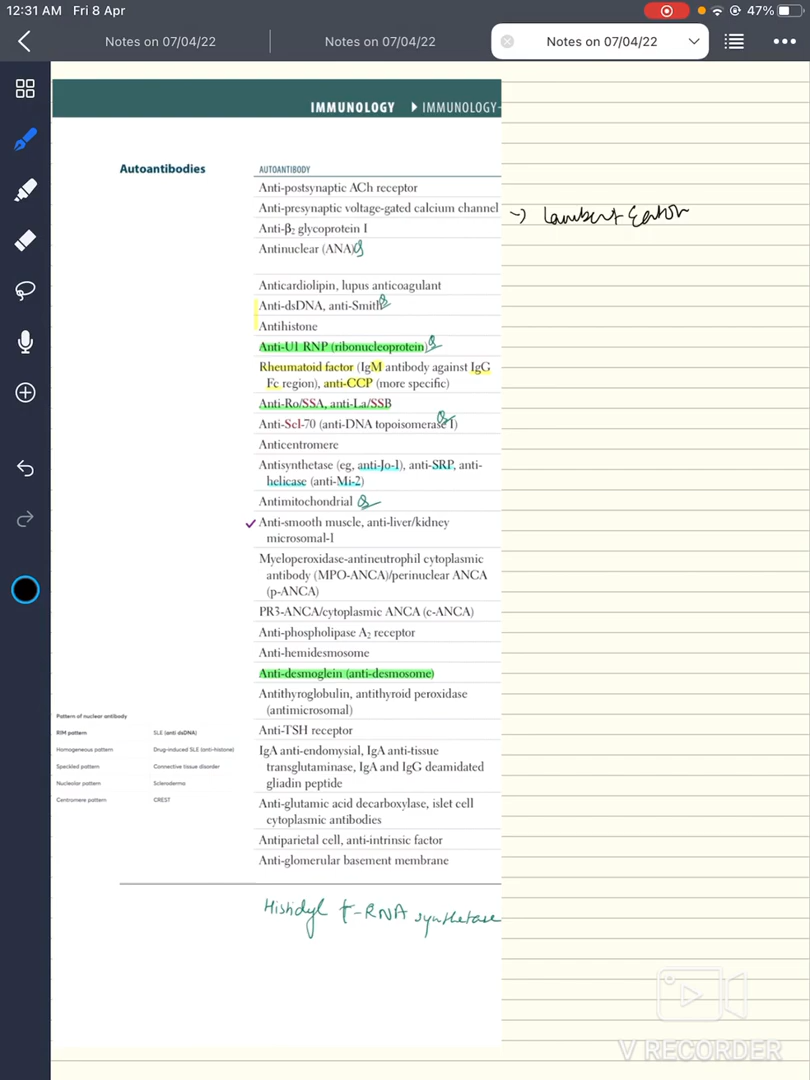 12:31 AM Fri 8 Apr 47%
Notes on 07/04/22 Notes on 07/04/22 Notes on 07/04/22
IMMUNOLOGY ▶ IMMUNOLOGY-
Autoantibodies
AUTOANTIBODY
Anti-postsynaptic ACh receptor
Anti-presynaptic voltage-gated calcium channel → Lambert Eaton
Anti-β₂ glycoprotein I
Antinuclear (ANA)
Anticardiolipin, lupus anticoagulant
Anti-dsDNA, anti-Smith
Antihistone
Anti-U1 RNP (ribonucleoprotein)
Rheumatoid factor (IgM antibody against IgG
Fc region), anti-CCP (more specific)
Anti-Ro/SSA, anti-La/SSB
Anti-Scl-70 (anti-DNA topoisomerase I)
Anticentromere
Antisynthetase (eg, anti-Jo-1), anti-SRP, anti-
helicase (anti-Mi-2)
Antimitochondrial
Anti-smooth muscle, anti-liver/kidney
microsomal-1
Myeloperoxidase-antineutrophil cytoplasmic
antibody (MPO-ANCA)/perinuclear ANCA
(p-ANCA)
PR3-ANCA/cytoplasmic ANCA (c-ANCA)
Anti-phospholipase A₂ receptor
Anti-hemidesmosome
Anti-desmoglein (anti-desmosome)
Antithyroglobulin, antithyroid peroxidase
(antimicrosomal)
Anti-TSH receptor
IgA anti-endomysial, IgA anti-tissue
transglutaminase, IgA and IgG deamidated
gliadin peptide
Anti-glutamic acid decarboxylase, islet cell
cytoplasmic antibodies
Antiparietal cell, anti-intrinsic factor
Anti-glomerular basement membrane
Pattern of nuclear antibody
RIM pattern SLE (anti dsDNA)
Homogeneous pattern Drug-induced SLE (anti-histone)
Speckled pattern Connective tissue disorder
Nucleolar pattern Scleroderma
Centromere pattern CREST
Histidyl t-RNA synthetase
V RECORDER